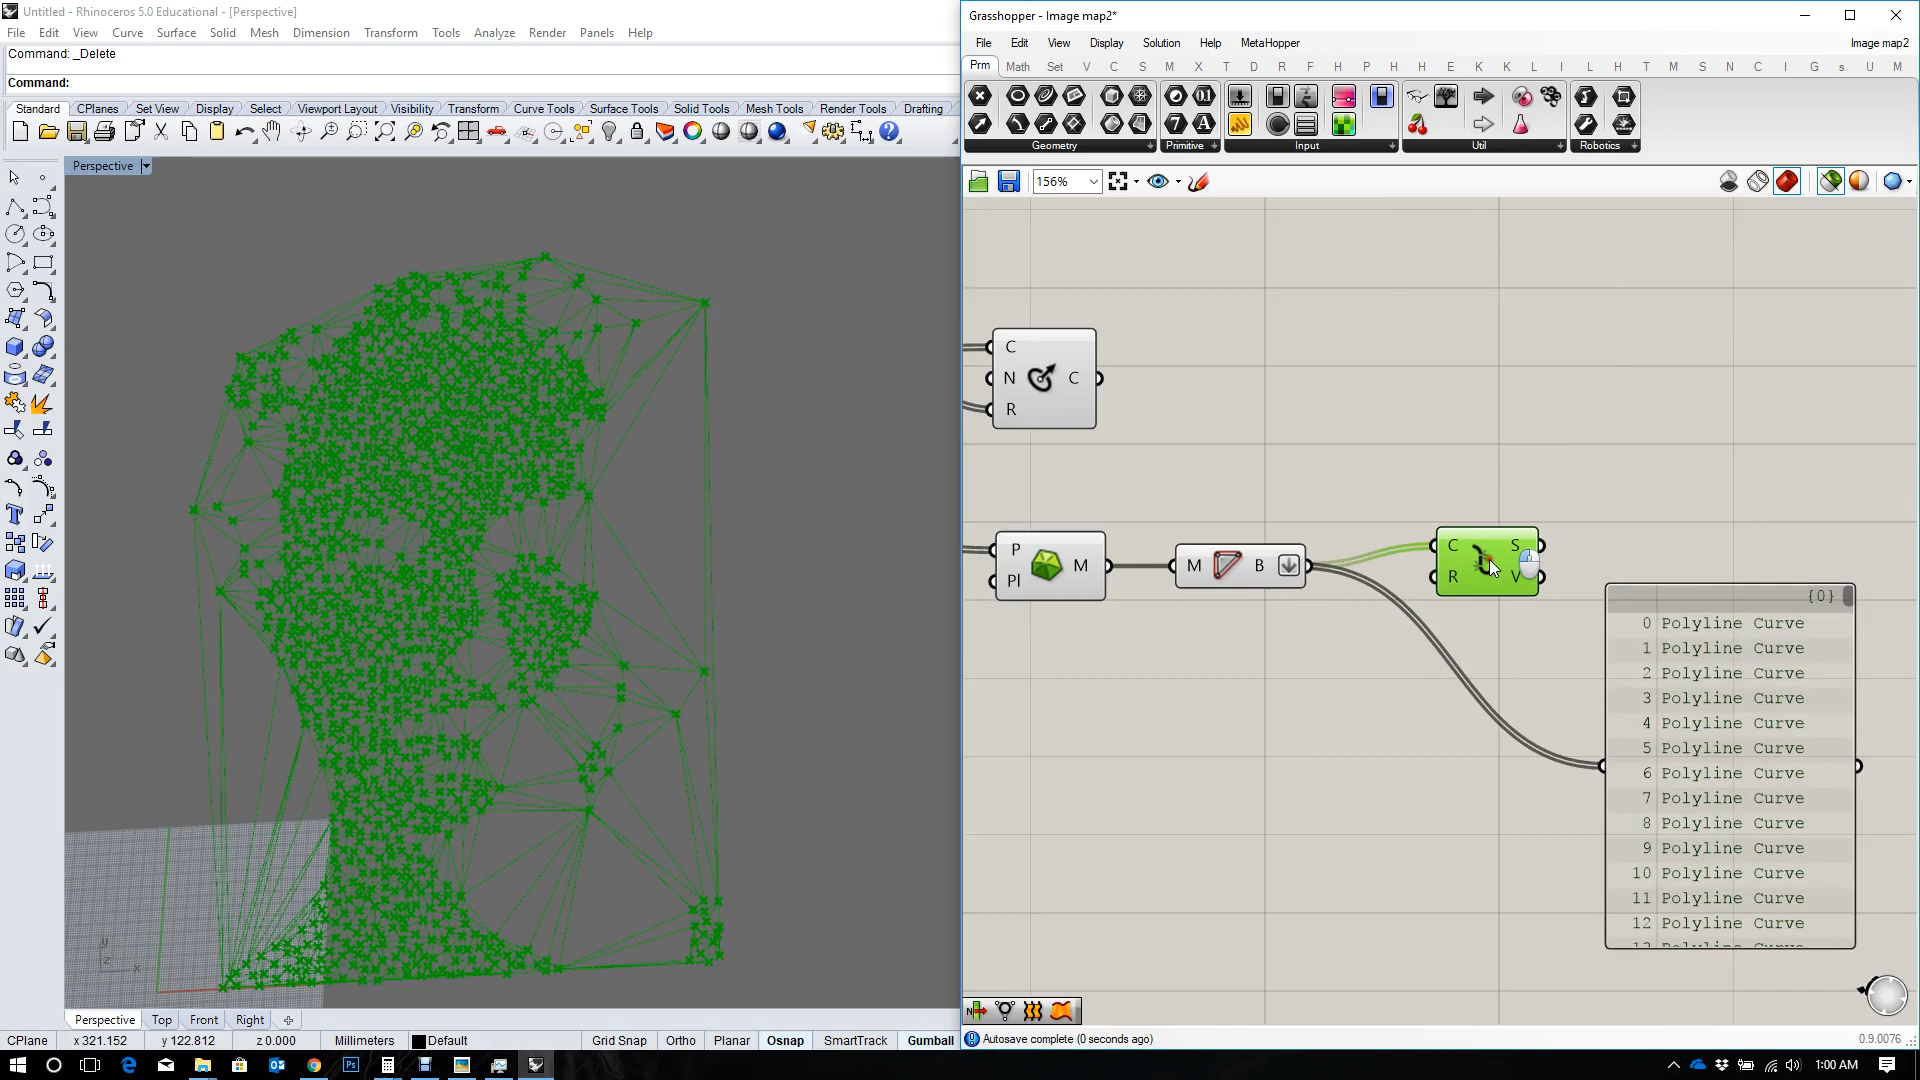 Untitled - Rhinoceros 5.0 Educational - [Perspective]
File Edit View Curve Surface Solid Mesh Dimension Transform Tools Analyze Render Panels Help
Command: _Delete
Command:
Standard CPlanes Set View Display Select Viewport Layout Visibility Transform Curve Tools Surface Tools Solid Tools Mesh Tools Render Tools Drafting
Perspective
Perspective Top Front Right
CPlane x 321.152 y 122.812 z 0.000 Millimeters Default Grid Snap Ortho Planar Osnap SmartTrack Gumball
Grasshopper - Image map2*
File Edit View Display Solution Help MetaHopper Image map2
Prm Math Set V C S M X T D R F H P H H E K K L I L H T M S N C I G s U M
Geometry Primitive Input Util Robotics
156%
C
N C
R
P
M
Pl
M B
C S
R V
{0}
0 Polyline Curve
1 Polyline Curve
2 Polyline Curve
3 Polyline Curve
4 Polyline Curve
5 Polyline Curve
6 Polyline Curve
7 Polyline Curve
8 Polyline Curve
9 Polyline Curve
10 Polyline Curve
11 Polyline Curve
12 Polyline Curve
Autosave complete (0 seconds ago) 0.9.0076
1:00 AM